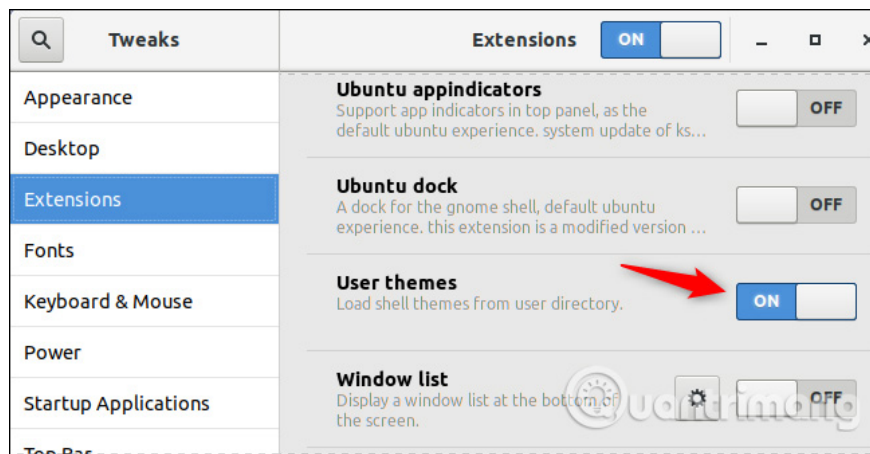 Tweaks
Extensions
ON
Appearance
Desktop
Extensions
Fonts
Keyboard & Mouse
Power
Startup Applications
Top Bar
Ubuntu appindicators
Support app indicators in top panel, as the
default ubuntu experience. system update of ks...
OFF
Ubuntu dock
A dock for the gnome shell, default ubuntu
experience. this extension is a modified version ...
OFF
User themes
Load shell themes from user directory.
ON
Window list
Display a window list at the bottom of
the screen.
OFF
Quantrimang